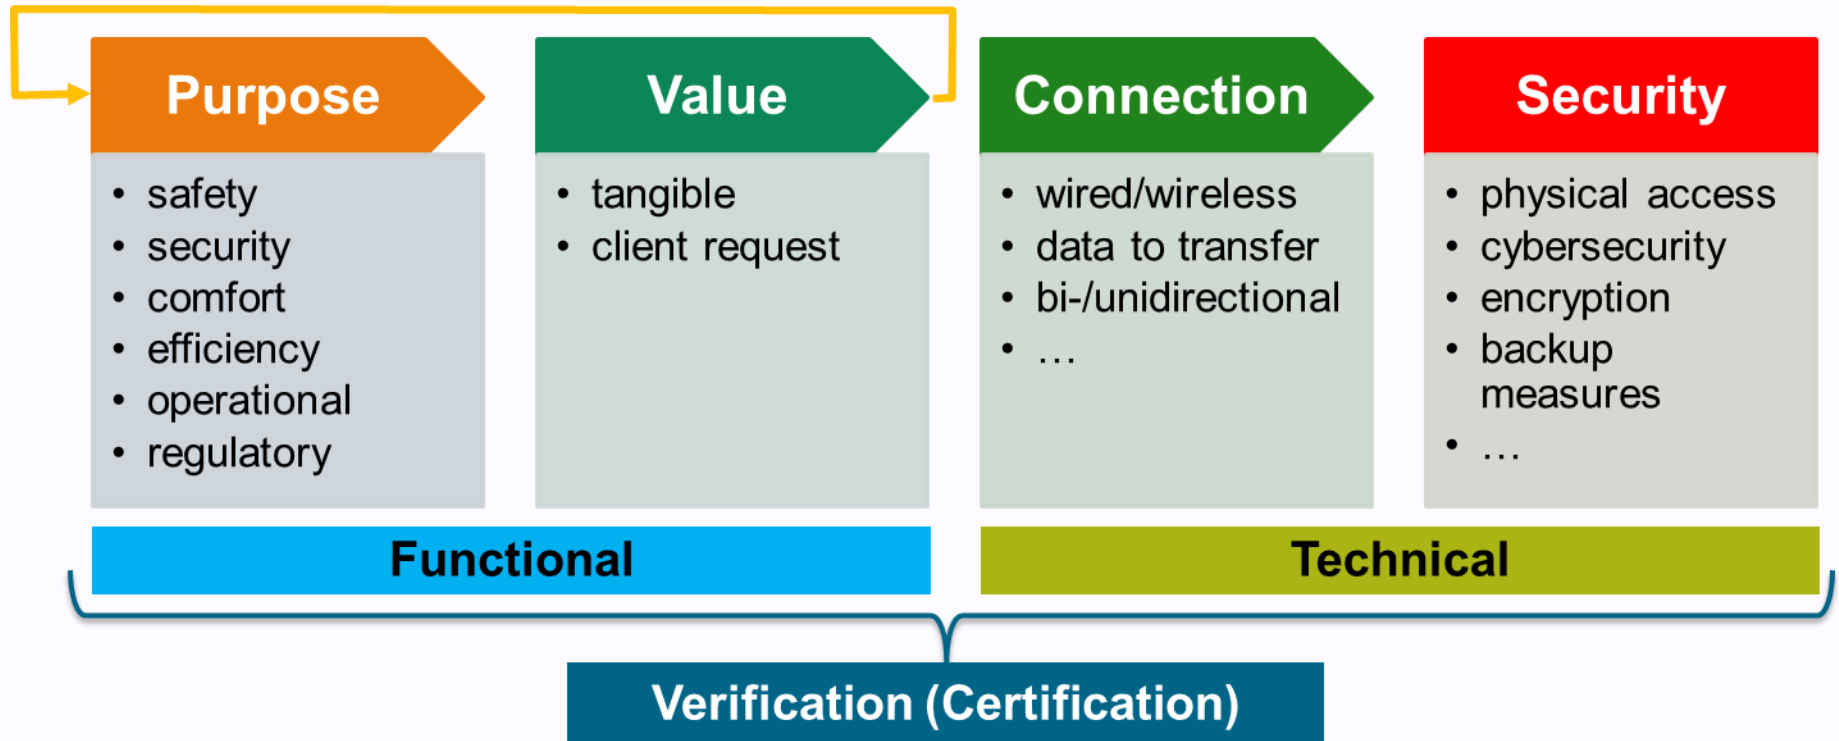 Purpose
• safety
• security
• comfort
• efficiency
• operational
• regulatory
Value
• tangible
• client request
Connection
• wired/wireless
• data to transfer
• bi-/unidirectional
• …
Security
• physical access
• cybersecurity
• encryption
• backup
measures
• …
Functional
Technical
Verification (Certification)